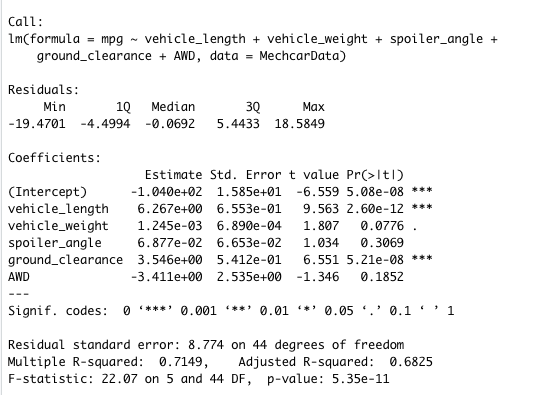 Call:
lm(formula = mpg ~ vehicle_length + vehicle_weight + spoiler_angle +
    ground_clearance + AWD, data = MechcarData)

Residuals:
     Min       1Q   Median       3Q      Max
-19.4701  -4.4994  -0.0692   5.4433  18.5849

Coefficients:
                   Estimate Std. Error t value Pr(>|t|)
(Intercept)      -1.040e+02  1.585e+01  -6.559 5.08e-08 ***
vehicle_length    6.267e+00  6.553e-01   9.563 2.60e-12 ***
vehicle_weight    1.245e-03  6.890e-04   1.807   0.0776 .
spoiler_angle     6.877e-02  6.653e-02   1.034   0.3069
ground_clearance  3.546e+00  5.412e-01   6.551 5.21e-08 ***
AWD              -3.411e+00  2.535e+00  -1.346   0.1852
---
Signif. codes:  0 ‘***’ 0.001 ‘**’ 0.01 ‘*’ 0.05 ‘.’ 0.1 ‘ ’ 1

Residual standard error: 8.774 on 44 degrees of freedom
Multiple R-squared:  0.7149,    Adjusted R-squared:  0.6825
F-statistic: 22.07 on 5 and 44 DF,  p-value: 5.35e-11